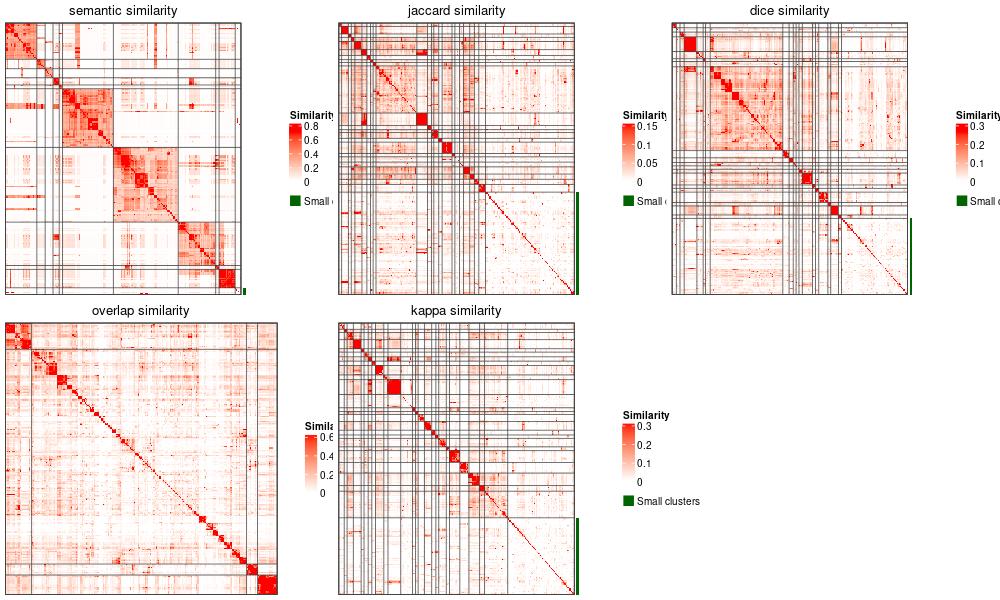 semantic similarity
jaccard similarity
dice similarity
Similarity
0.8
0.6
0.4
0.2
0
Small
Similarity
0.15
0.1
0.05
0
Small
Similarity
0.3
0.2
0.1
0
Small
overlap similarity
kappa similarity
0.4
0.2
0
Similarity
0.3
0.2
0.1
0
Small clusters